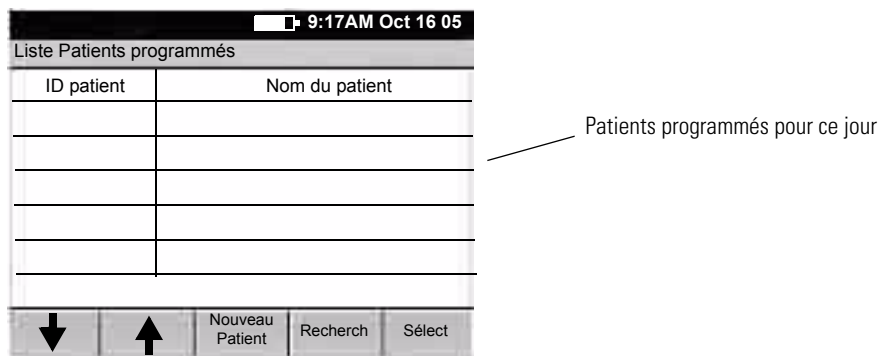 9:17AM Oct 16 05
Liste Patients programmés
ID patient Nom du patient
Patients programmés pour ce jour
Nouveau Patient Recherch Sélect